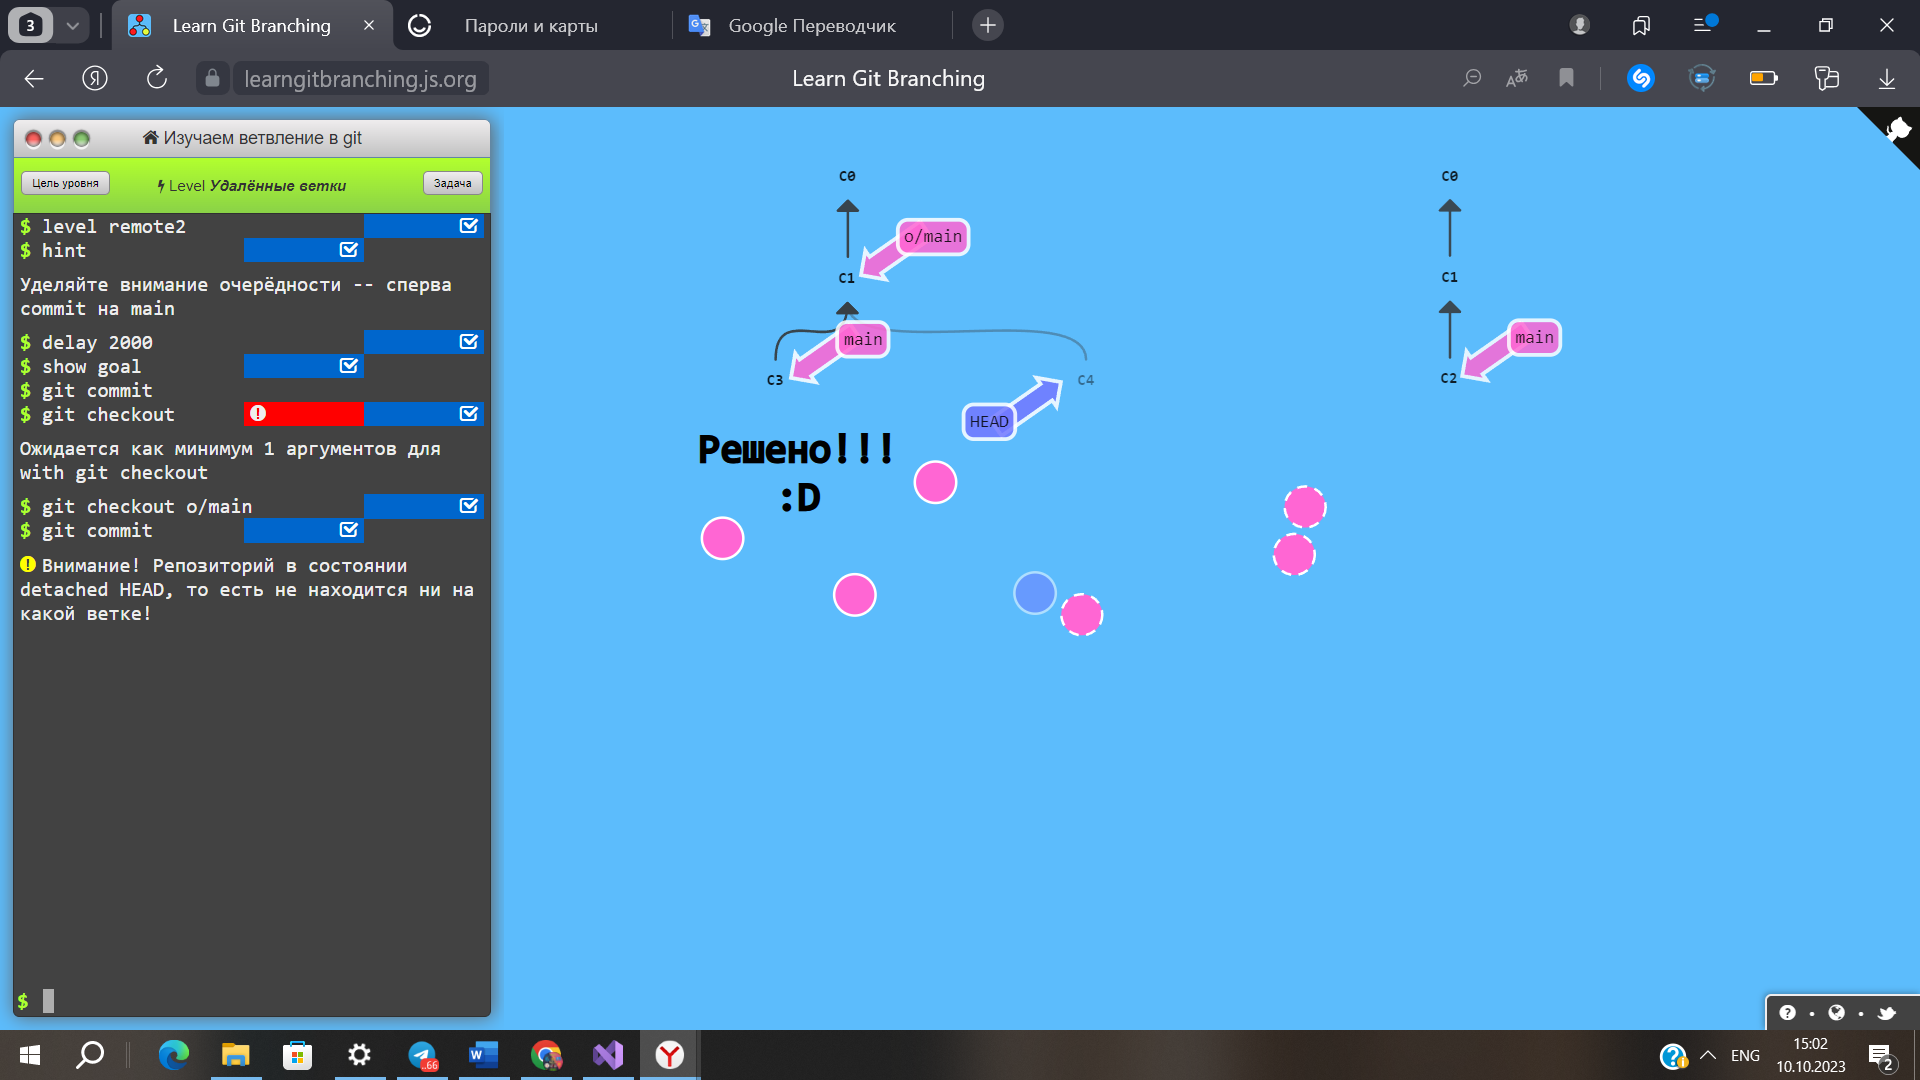 3
Learn Git Branching
Пароли и карты
Google Переводчик
learngitbranching.js.org
Learn Git Branching
Изучаем ветвление в git
Цель уровня
Level Удалённые ветки
Задача
$ level remote2
$ hint
Уделяйте внимание очерёдности -- сперва
commit на main
$ delay 2000
$ show goal
$ git commit
$ git checkout
Ожидается как минимум 1 аргументов для
with git checkout
$ git checkout o/main
$ git commit
Внимание! Репозиторий в состоянии
detached HEAD, то есть не находится ни на
какой ветке!
$
C0
o/main
C1
main
C3
C4
HEAD
Решено!!!
:D
C0
C1
main
C2
66
ENG
15:02
10.10.2023
2